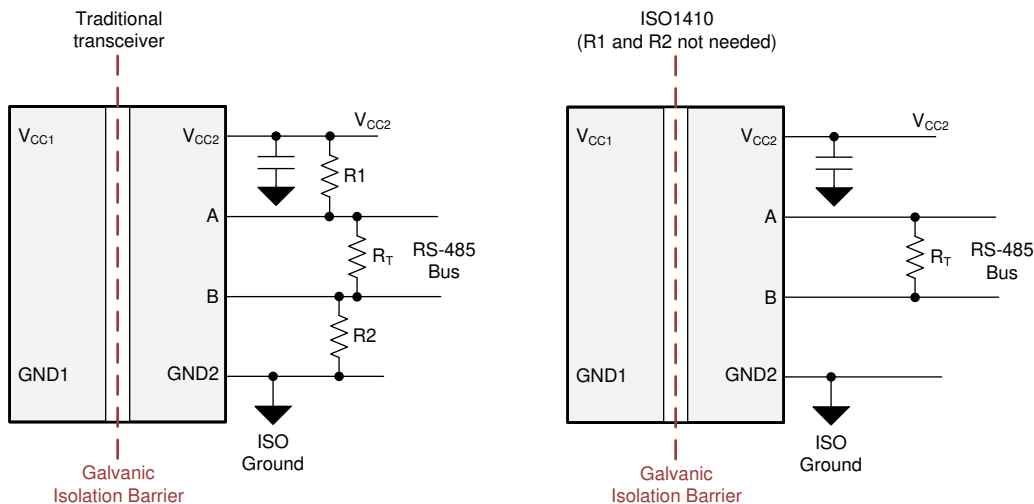 Traditional
transceiver
VCC1
VCC2
VCC2
R1
A
RT
RS-485
Bus
B
R2
GND1
GND2
ISO
Ground
Galvanic
Isolation Barrier
ISO1410
(R1 and R2 not needed)
VCC1
VCC2
VCC2
A
RT
RS-485
Bus
B
GND1
GND2
ISO
Ground
Galvanic
Isolation Barrier